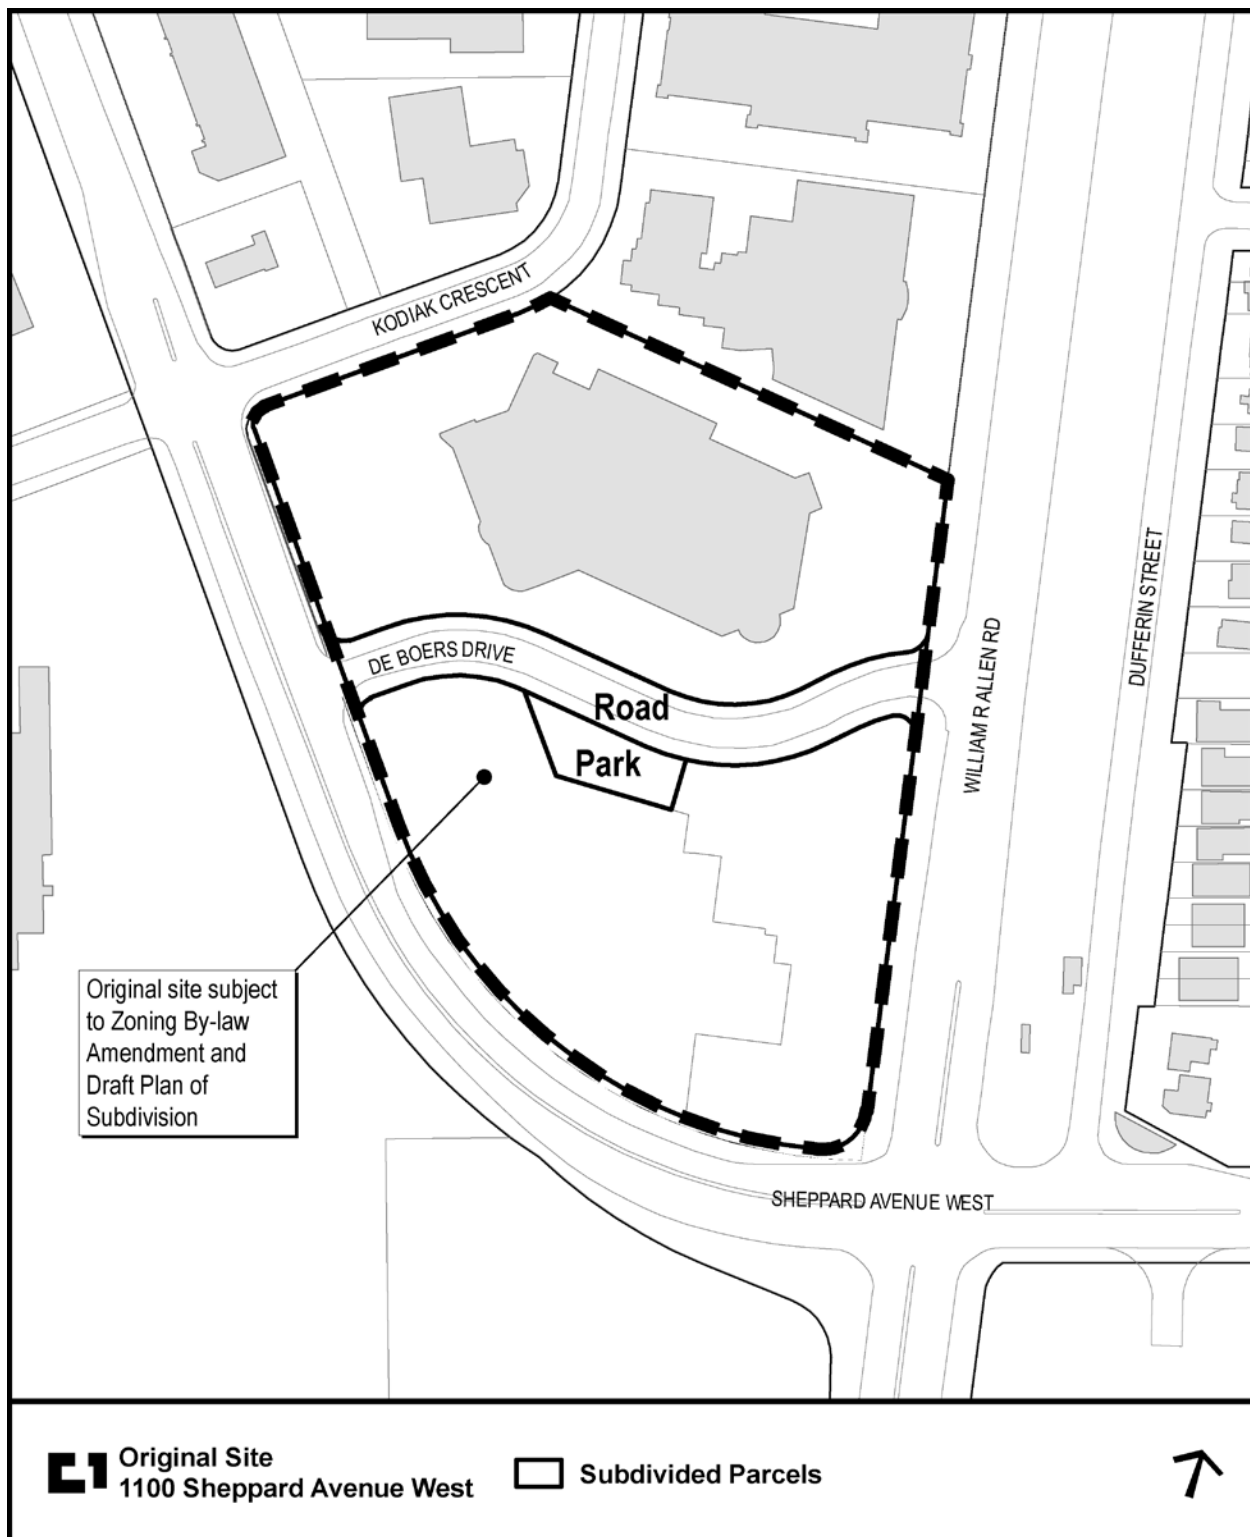 KODIAK CRESCENT
DE BOERS DRIVE
Road
Park
WILLIAM R ALLEN RD
DUFFERIN STREET
Original site subject
to Zoning By-law
Amendment and
Draft Plan of
Subdivision
SHEPPARD AVENUE WEST
Original Site
1100 Sheppard Avenue West
Subdivided Parcels